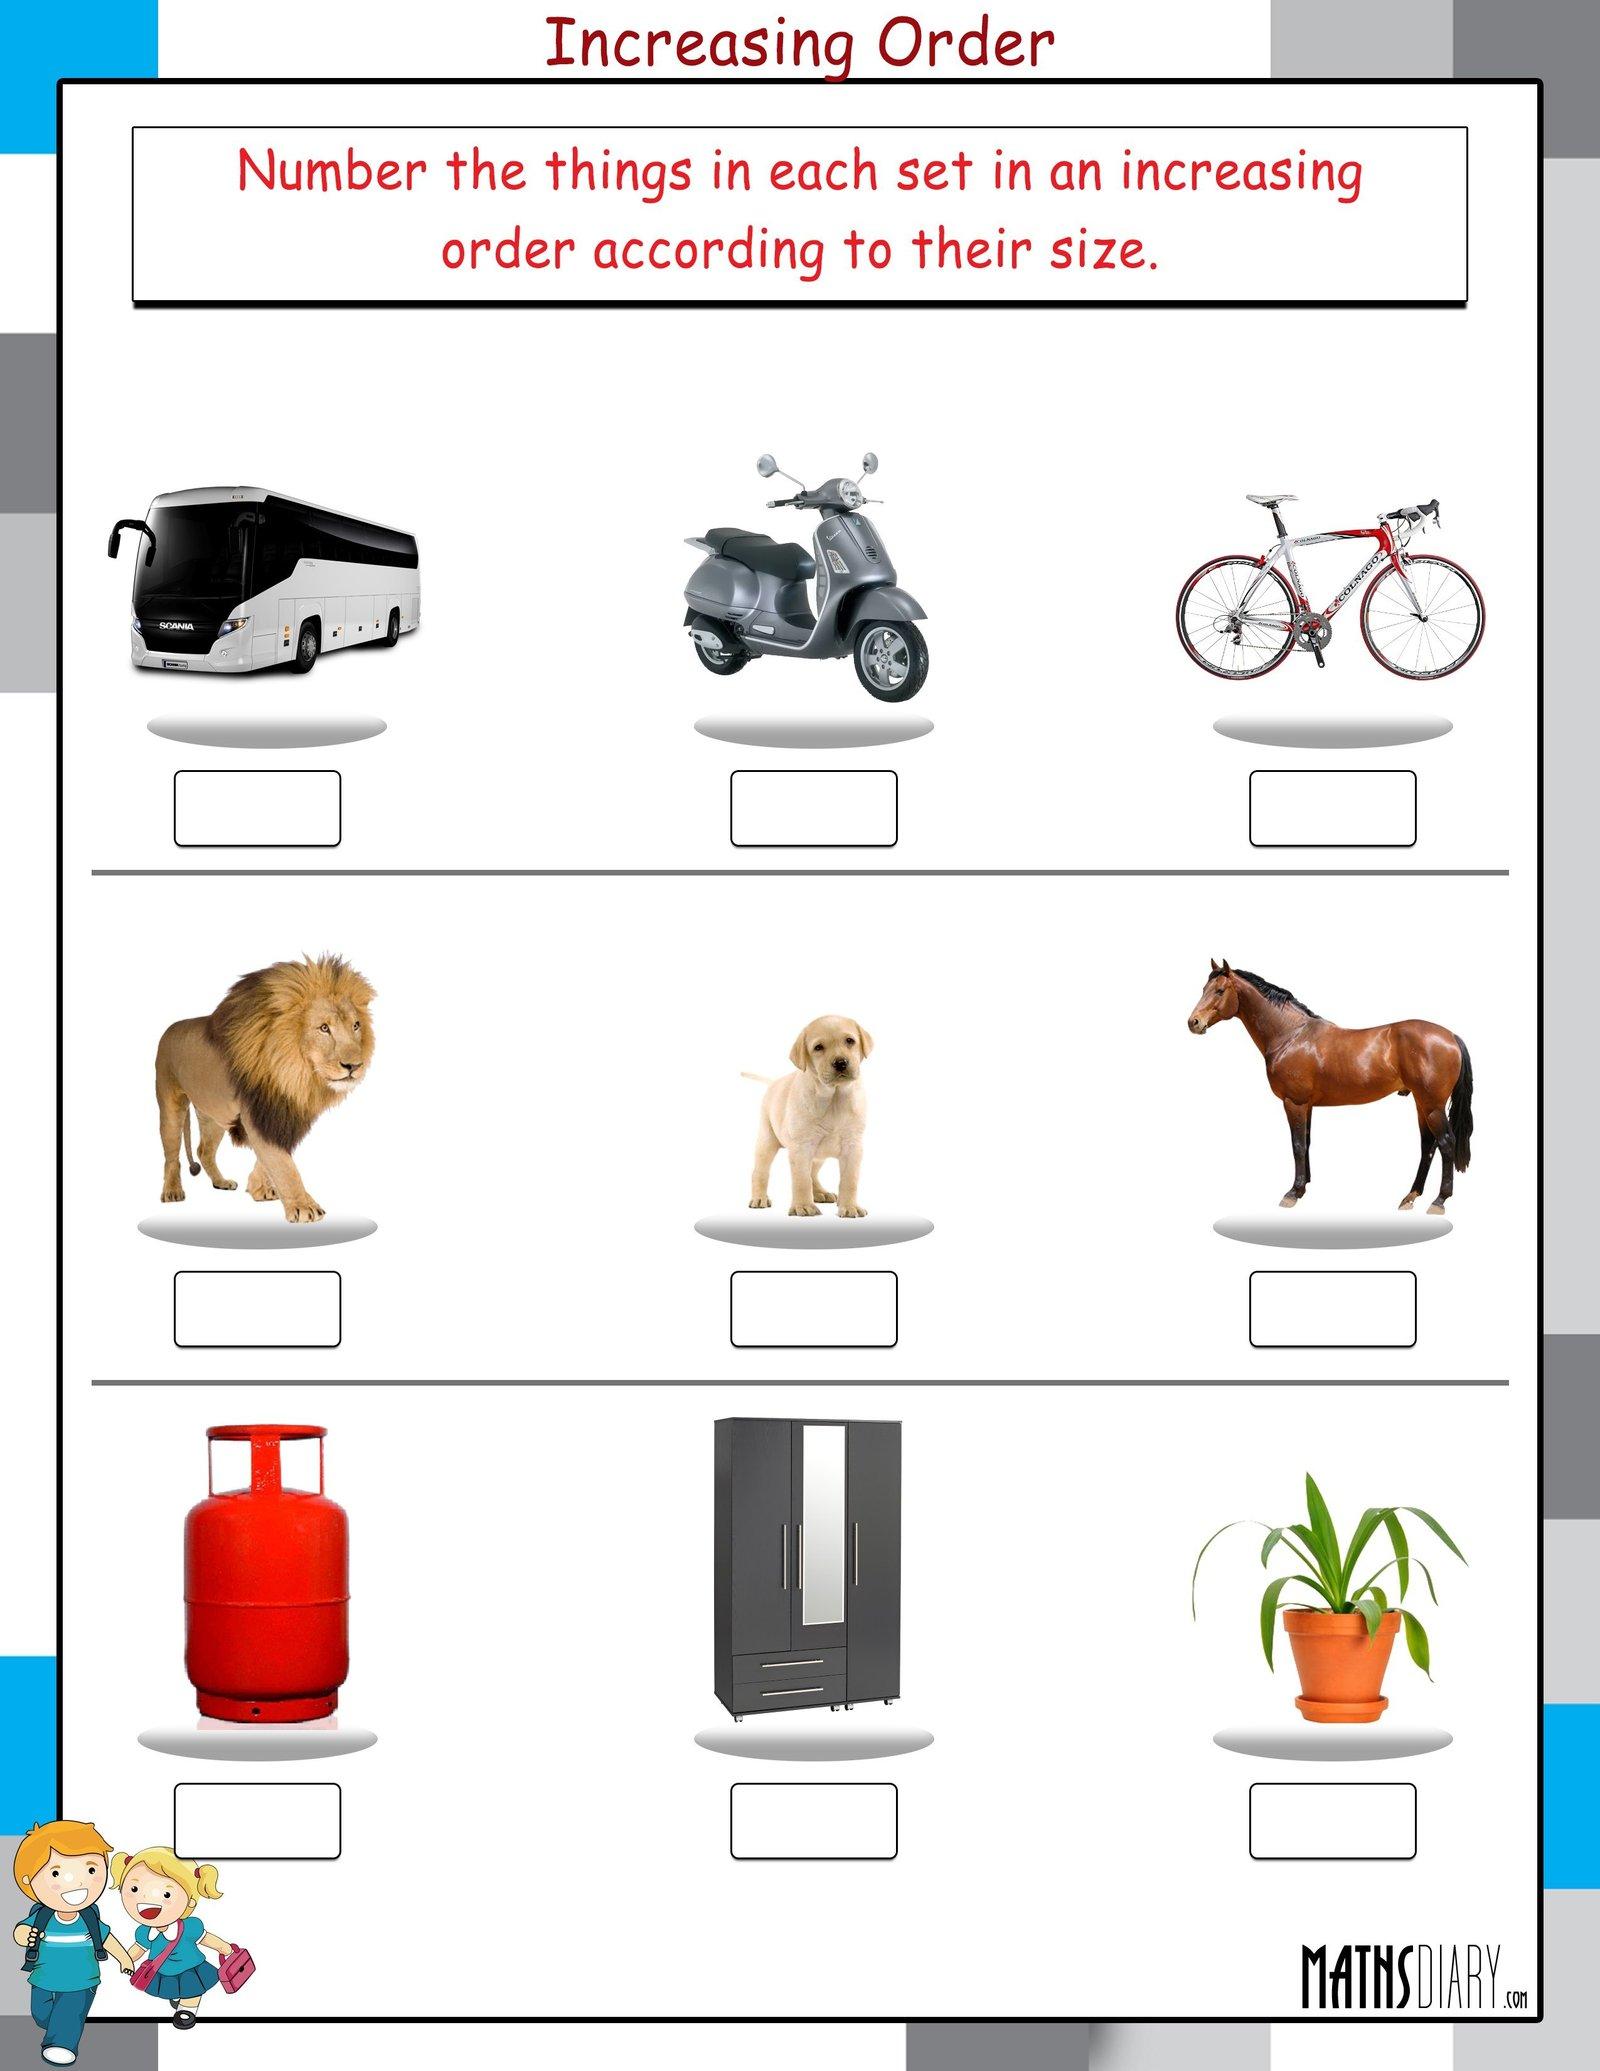 Increasing Order
Number the things in each set in an increasing
order according to their size.
SCANIA
COLNAGO
MATHSDIARY.COM